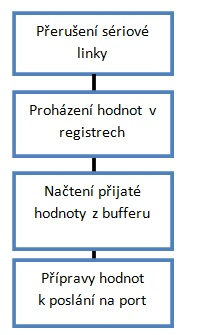 Přerušení sériové
linky
Proházení hodnot v
registrech
Načtení přijaté
hodnoty z bufferu
Přípravy hodnot
k poslání na port